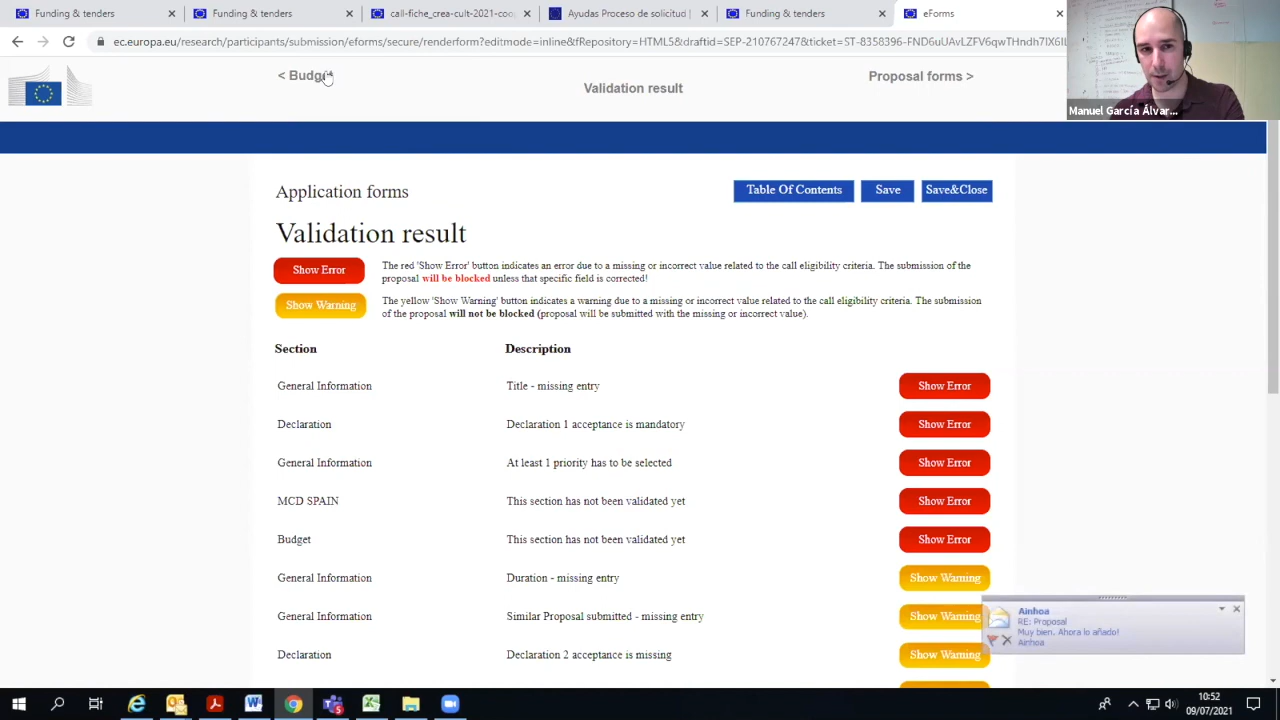 Funding & tenders
Funding & tenders
call-fiche_crea-cult-2021-coop
Ayudas Proceso de solicitud |
Funding & tenders
eForms
ec.europa.eu/research/participants/submission/eforms/sc
< Budget
Validation result
Proposal forms >
Manuel García Álvar...
Application forms
Table Of Contents
Save
Save&Close
Validation result
Show Error
The red 'Show Error' button indicates an error due to a missing or incorrect value related to the call eligibility criteria. The submission of the
proposal will be blocked unless that specific field is corrected!
Show Warning
The yellow 'Show Warning' button indicates a warning due to a missing or incorrect value related to the call eligibility criteria. The submission
of the proposal will not be blocked (proposal will be submitted with the missing or incorrect value).
Section Description
General Information Title - missing entry Show Error
Declaration Declaration 1 acceptance is mandatory Show Error
General Information At least 1 priority has to be selected Show Error
MCD SPAIN This section has not been validated yet Show Error
Budget This section has not been validated yet Show Error
General Information Duration - missing entry Show Warning
General Information Similar Proposal submitted - missing entry Show Warning
Declaration Declaration 2 acceptance is missing Show Warning
Ainhoa
RE: Proposal
Muy bien. Ahora lo añado!
Ainhoa
10:52
09/07/2021